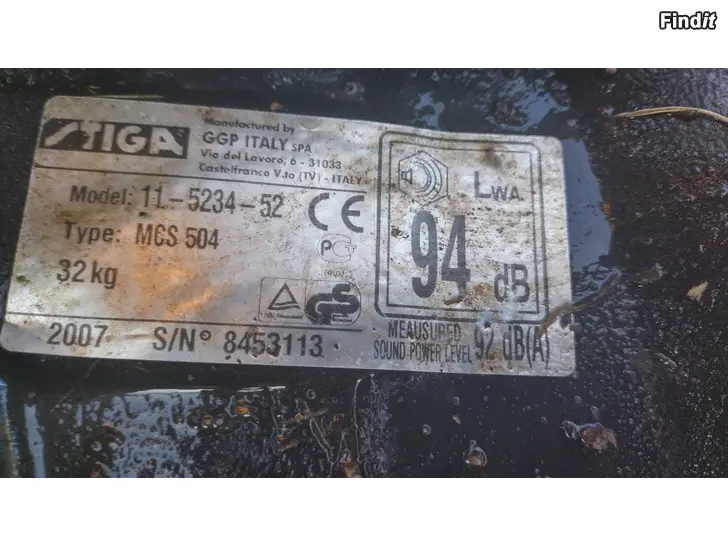 Findit
STIGA
Manufactured by
GGP ITALY SPA
Via del Lavoro, 6 - 31033
Castelfranco V.to (TV) - ITALY
Model: 11-5234-52
Type: MCS 504
32 kg
CE
PCT
LWA
94 dB
2007 S/N° 8453113
MEAUSURED
SOUND POWER LEVEL 92 dB(A)